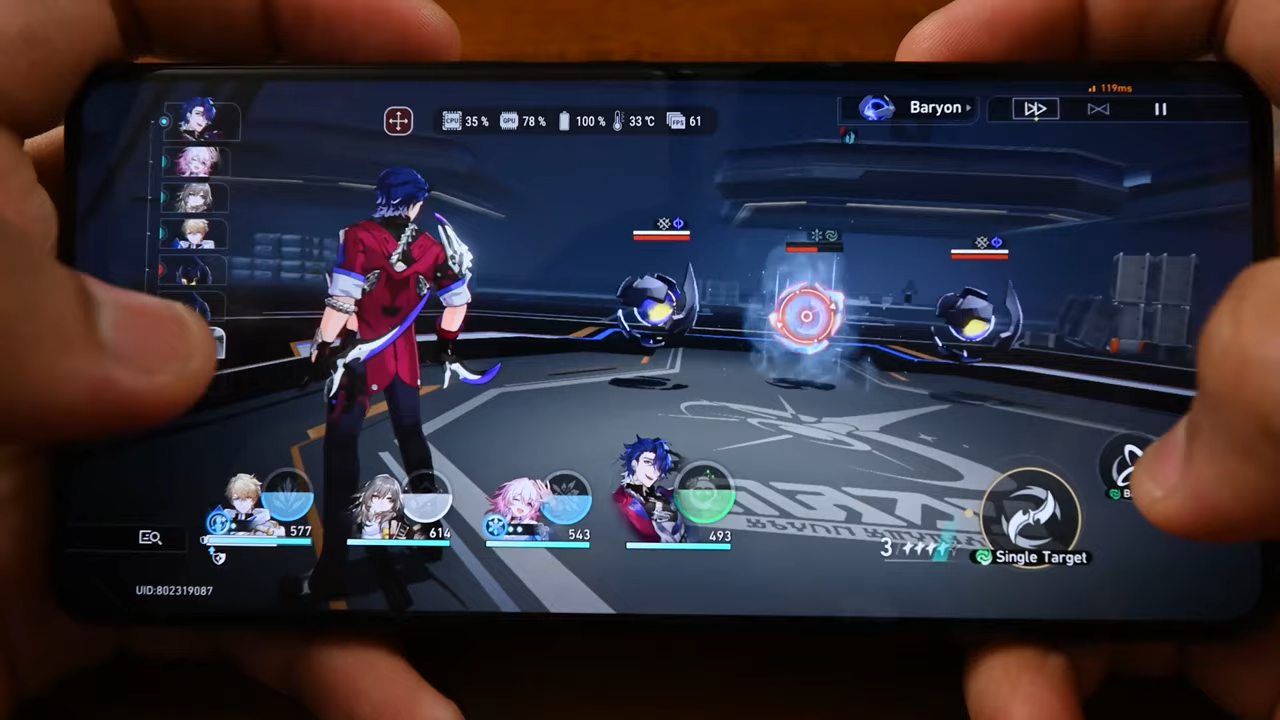 119ms
CPU 35 % GPU 78 % 100 % 33 ℃ FPS 61
Baryon
577
614
543
493
3
Single Target
UID:802319087